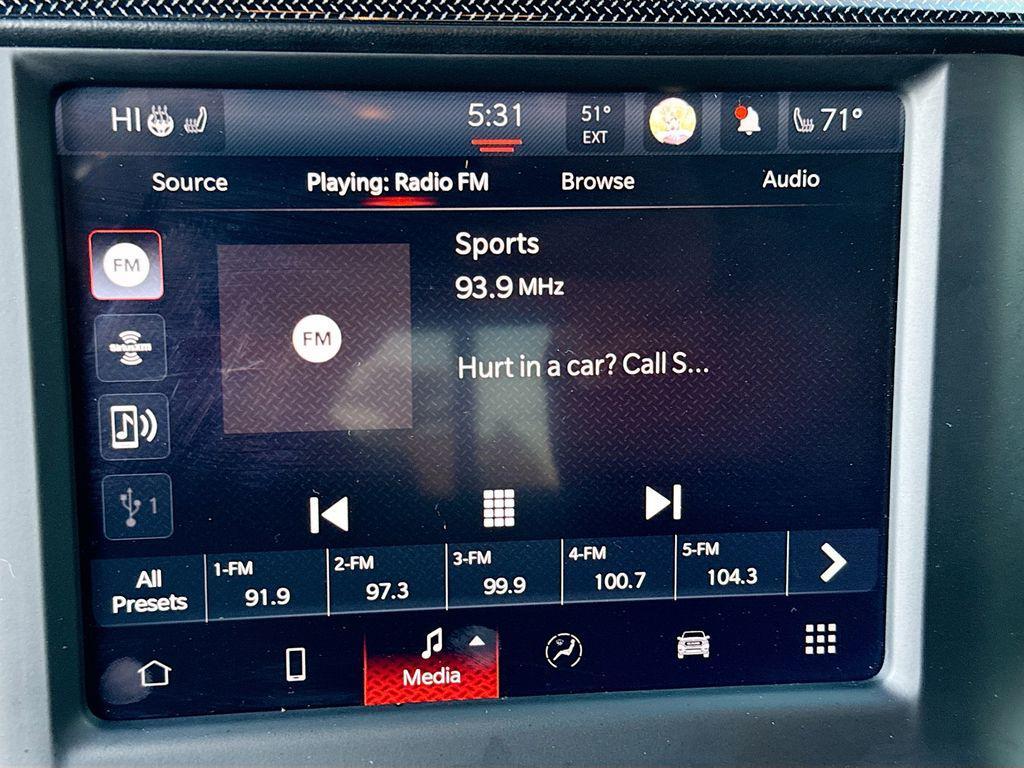 HI
5:31
51°
EXT
71°
Source
Playing: Radio FM
Browse
Audio
FM
Sports
93.9 MHz
FM
SiriusXM
Hurt in a car? Call S...
1
All
Presets
1-FM
91.9
2-FM
97.3
3-FM
99.9
4-FM
100.7
5-FM
104.3
Media